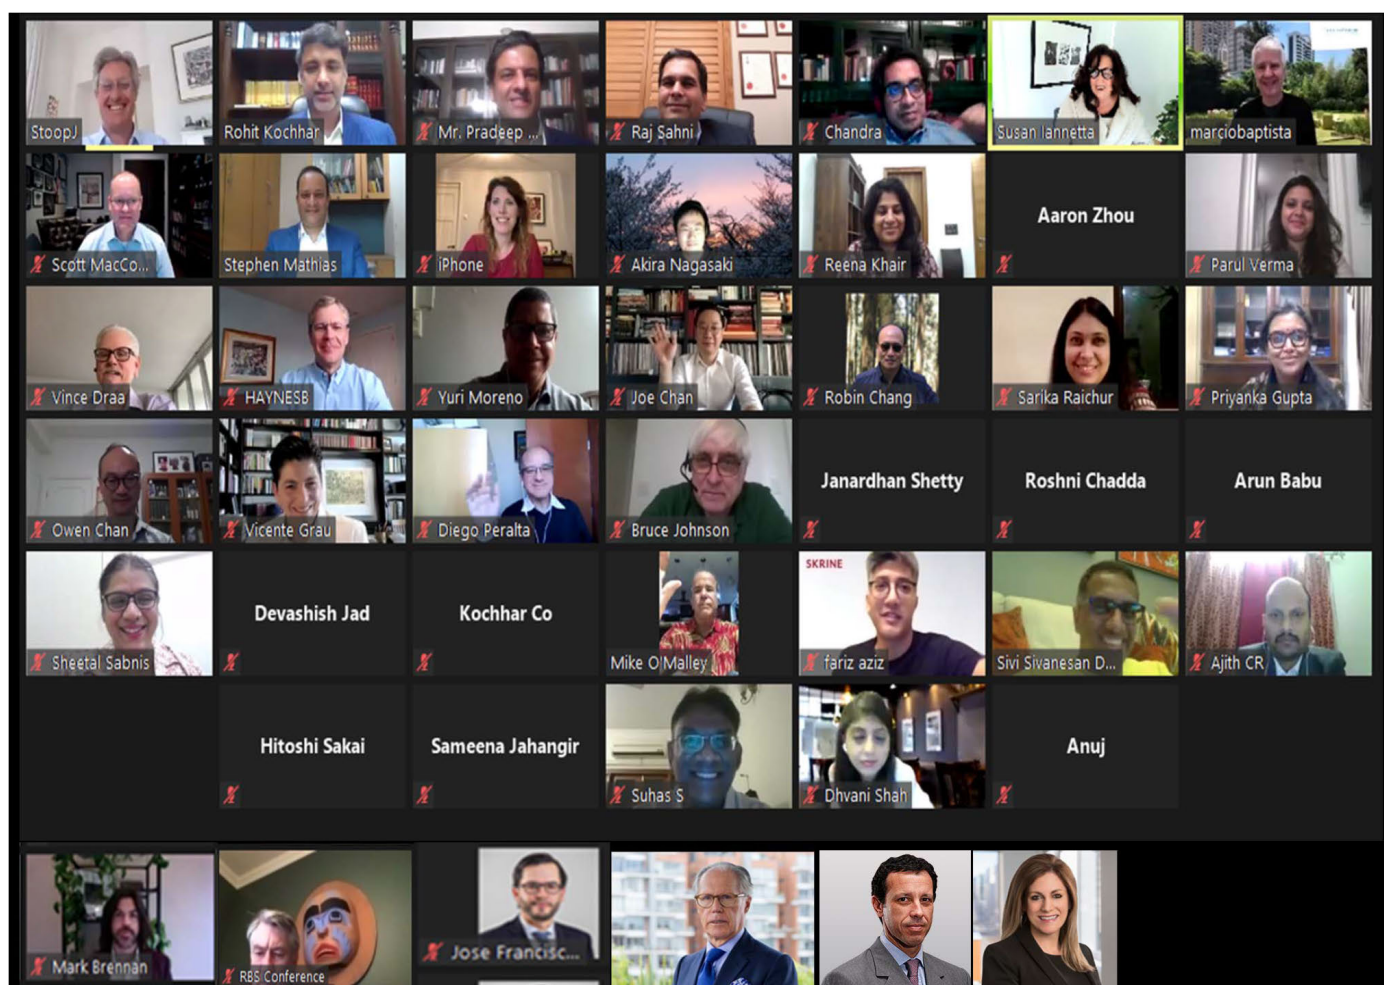 StoopJ
Rohit Kochhar
Mr. Pradeep ...
Raj Sahni
Chandra
Susan Iannetta
marciobaptista
Scott MacCo...
Stephen Mathias
iPhone
Akira Nagasaki
Reena Khair
Aaron Zhou
Parul Verma
Vince Draa
HAYNESB
Yuri Moreno
Joe Chan
Robin Chang
Sarika Raichur
Priyanka Gupta
Owen Chan
Vicente Grau
Diego Peralta
Bruce Johnson
Janardhan Shetty
Roshni Chadda
Arun Babu
Sheetal Sabnis
Devashish Jad
Kochhar Co
Mike O Malley
SKRINE
fariz aziz
Sivi Sivanesan D...
Ajith CR
Hitoshi Sakai
Sameena Jahangir
Suhas S
Dhvani Shah
Anuj
Mark Brennan
RBS Conference
Jose Francisc...